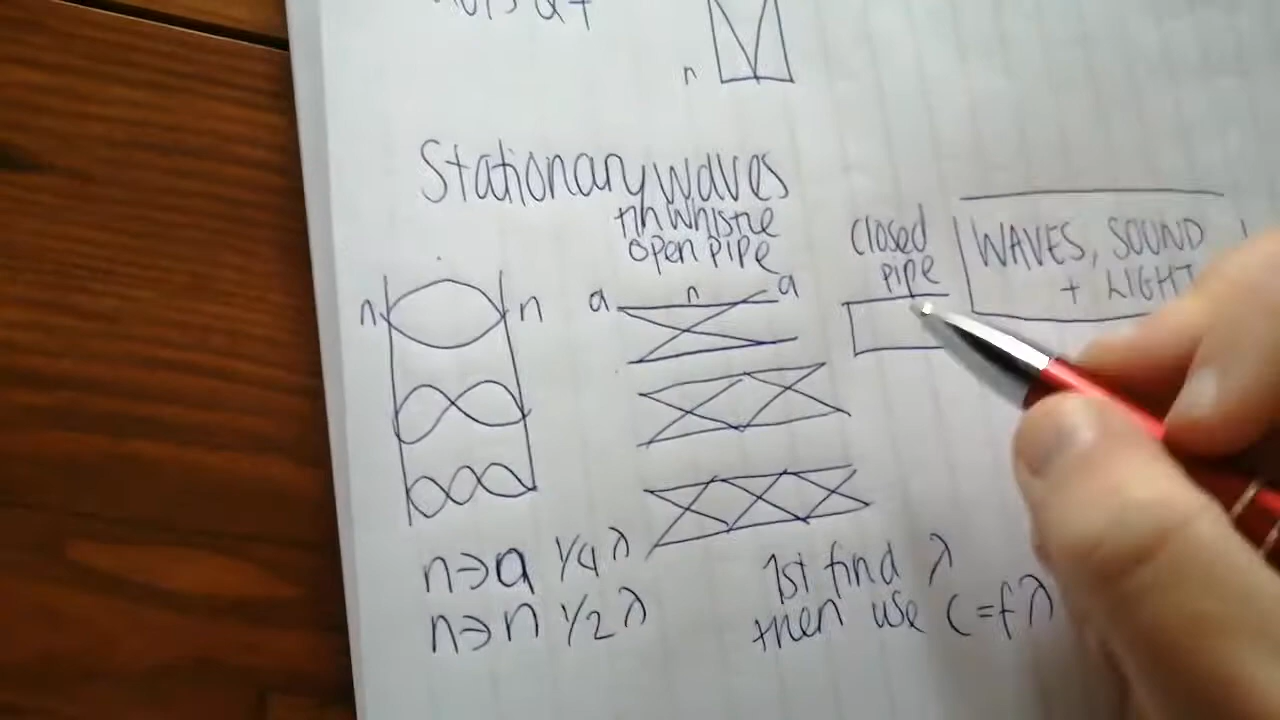 n
Stationary waves
tin whistle
open pipe
closed
pipe
WAVES, SOUND
+ LIGHT
n n
a n a
n→a 1/4 λ
n→n 1/2 λ
1st find λ
then use c=fλ